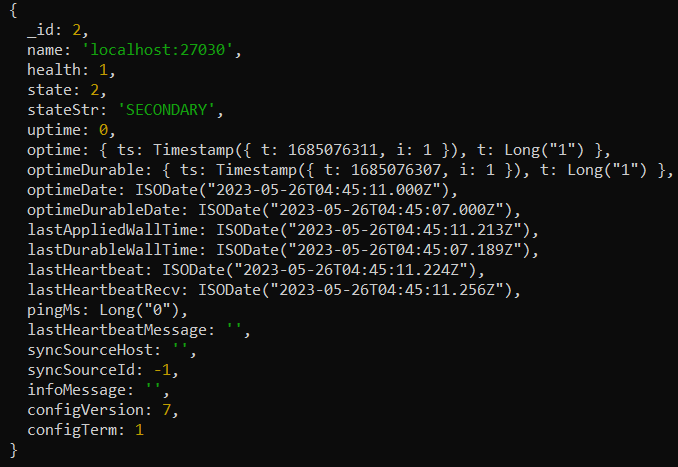 {
  _id: 2,
  name: 'localhost:27030',
  health: 1,
  state: 2,
  stateStr: 'SECONDARY',
  uptime: 0,
  optime: { ts: Timestamp({ t: 1685076311, i: 1 }), t: Long("1") },
  optimeDurable: { ts: Timestamp({ t: 1685076307, i: 1 }), t: Long("1") },
  optimeDate: ISODate("2023-05-26T04:45:11.000Z"),
  optimeDurableDate: ISODate("2023-05-26T04:45:07.000Z"),
  lastAppliedWallTime: ISODate("2023-05-26T04:45:11.213Z"),
  lastDurableWallTime: ISODate("2023-05-26T04:45:07.189Z"),
  lastHeartbeat: ISODate("2023-05-26T04:45:11.224Z"),
  lastHeartbeatRecv: ISODate("2023-05-26T04:45:11.256Z"),
  pingMs: Long("0"),
  lastHeartbeatMessage: '',
  syncSourceHost: '',
  syncSourceId: -1,
  infoMessage: '',
  configVersion: 7,
  configTerm: 1
}